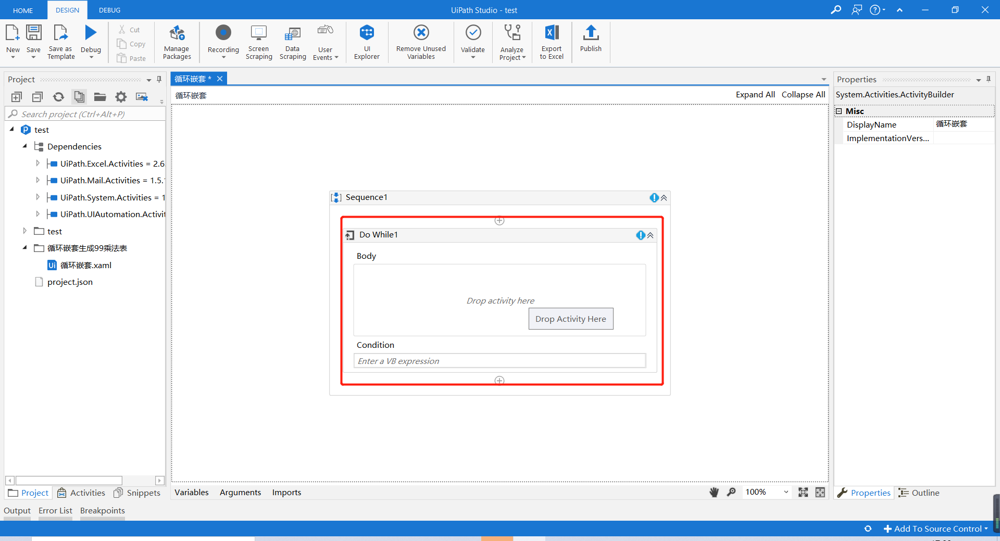 HOME
DESIGN
DEBUG
UiPath Studio - test
New
Save
Save as
Template
Debug
Cut
Copy
Paste
Manage
Packages
Recording
Screen
Scraping
Data
Scraping
User
Events
UI
Explorer
Remove Unused
Variables
Validate
Analyze
Project
Export
to Excel
Publish
Project
Search project (Ctrl+Alt+P)
test
Dependencies
UiPath.Excel.Activities = 2.6
UiPath.Mail.Activities = 1.5.
UiPath.System.Activities = 1
UiPath.UIAutomation.Activit
test
循环嵌套生成99乘法表
Ui 循环嵌套.xaml
project.json
Project
Activities
Snippets
循环嵌套 *
循环嵌套
Expand All Collapse All
Sequence1
Do While1
Body
Drop activity here
Drop Activity Here
Condition
Enter a VB expression
Variables
Arguments
Imports
100%
Properties
System.Activities.ActivityBuilder
Misc
DisplayName 循环嵌套
ImplementationVers...
Properties
Outline
Output
Error List
Breakpoints
Add To Source Control